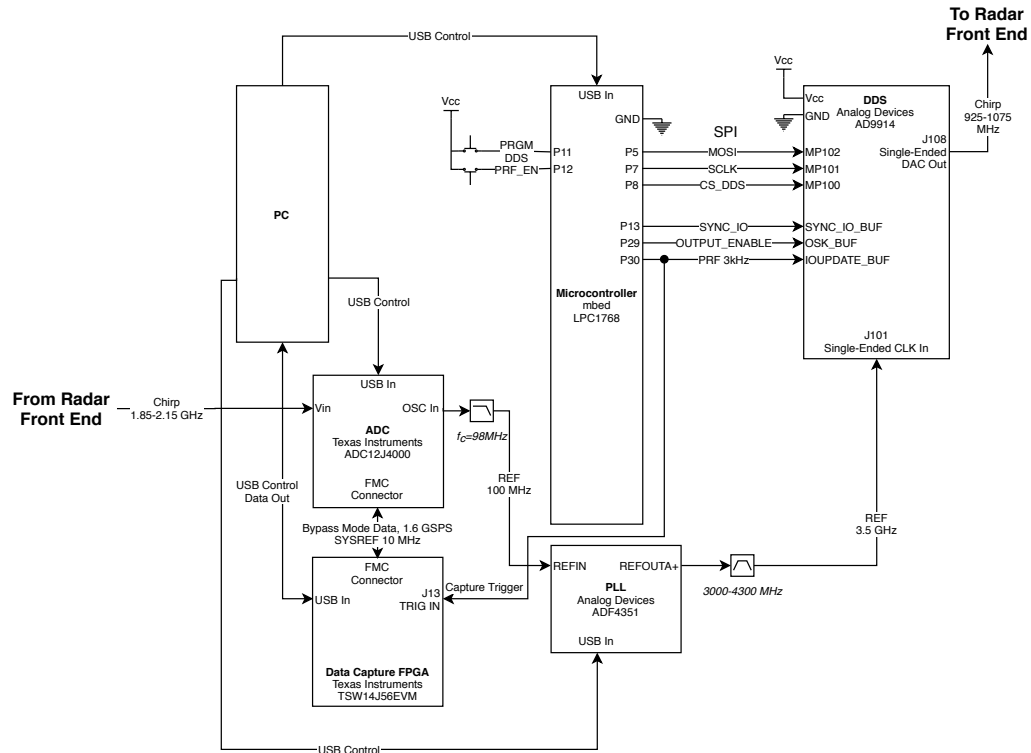 To Radar
Front End
USB Control
Vcc
Chirp
925-1075
MHz
PC
Vcc
PRGM
DDS
PRF_EN
USB In
GND
P11
P12
P5
P7
P8
P13
P29
P30
Microcontroller
mbed
LPC1768
SPI
MOSI
SCLK
CS_DDS
SYNC_IO
OUTPUT_ENABLE
PRF 3kHz
Vcc
DDS
Analog Devices
AD9914
GND
J108
Single-Ended
DAC Out
MP102
MP101
MP100
SYNC_IO_BUF
OSK_BUF
IOUPDATE_BUF
J101
Single-Ended CLK In
USB Control
From Radar
Front End
Chirp
1.85-2.15 GHz
USB In
Vin
OSC In
ADC
Texas Instruments
ADC12J4000
FMC
Connector
fc=98MHz
REF
100 MHz
USB Control
Data Out
Bypass Mode Data, 1.6 GSPS
SYSREF 10 MHz
FMC
Connector
USB In
J13
TRIG IN
Data Capture FPGA
Texas Instruments
TSW14J56EVM
Capture Trigger
REFIN
REFOUTA+
PLL
Analog Devices
ADF4351
USB In
3000-4300 MHz
REF
3.5 GHz
USB Control